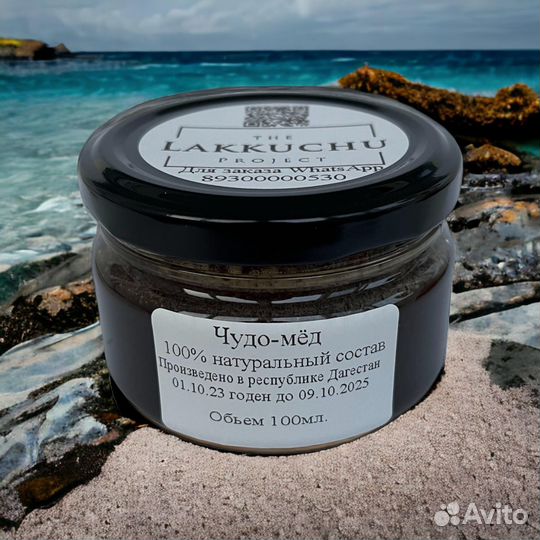 THE
LAKKUCHU
PROJECT
Для заказа WhatsApp
89300000530
Чудо-мёд
100% натуральный состав
Произведено в республике Дагестан
01.10.23 годен до 09.10.2025
Обьем 100мл.
Avito